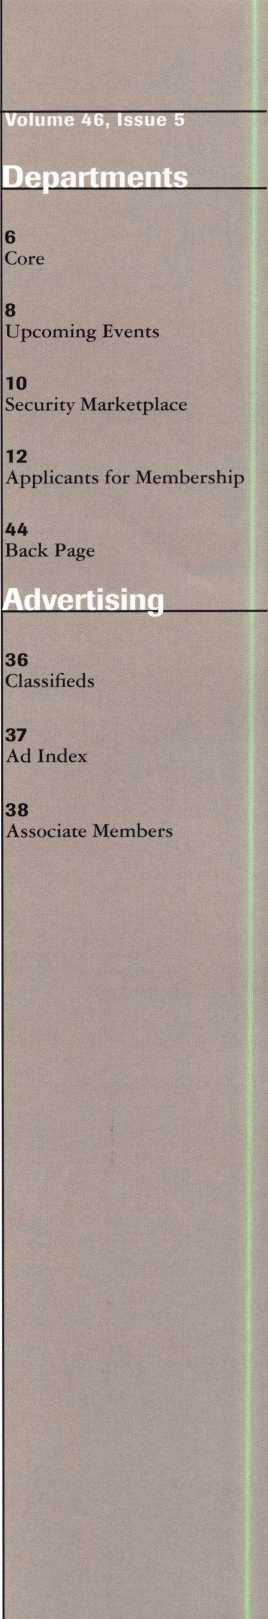 Volume 46, Issue 5
Departments
6
Core
8
Upcoming Events
10
Security Marketplace
12
Applicants for Membership
44
Back Page
Advertising
36
Classifieds
37
Ad Index
38
Associate Members